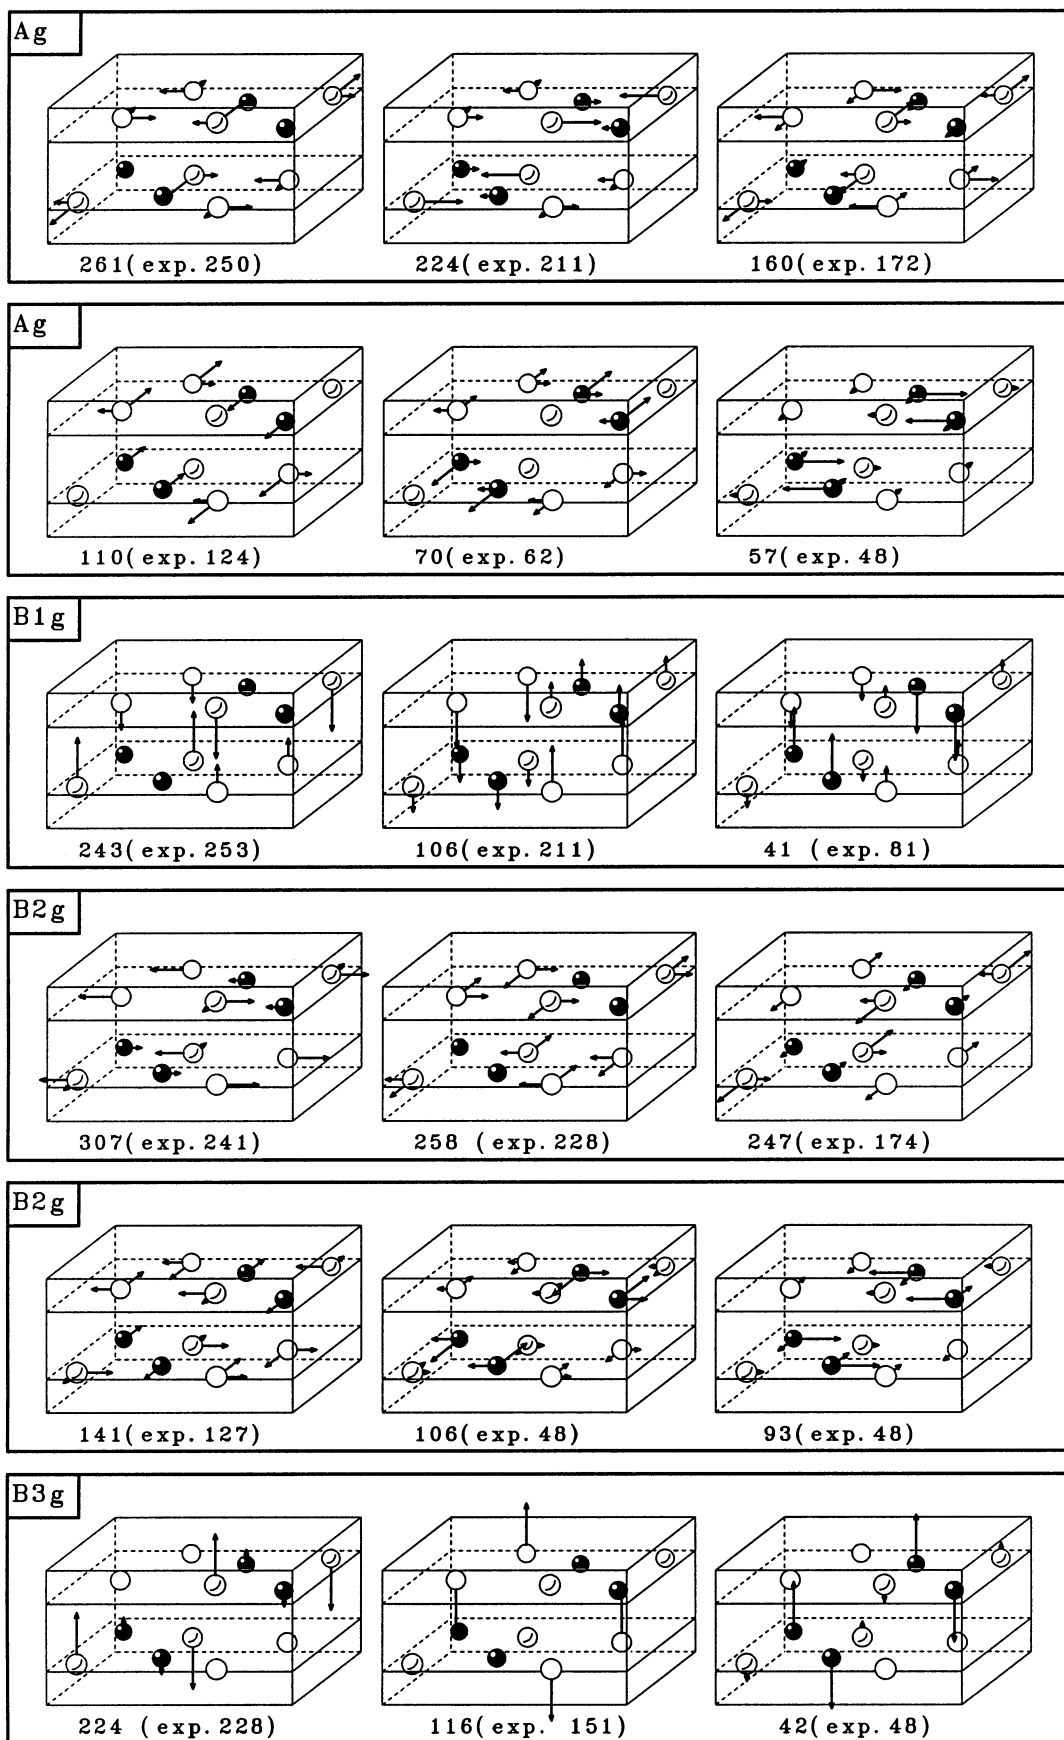 Ag
261(exp.250) 224(exp.211) 160(exp.172)
Ag
110(exp.124) 70(exp.62) 57(exp.48)
B1g
243(exp.253) 106(exp.211) 41 (exp.81)
B2g
307(exp.241) 258 (exp.228) 247(exp.174)
B2g
141(exp.127) 106(exp.48) 93(exp.48)
B3g
224 (exp.228) 116(exp. 151) 42(exp.48)